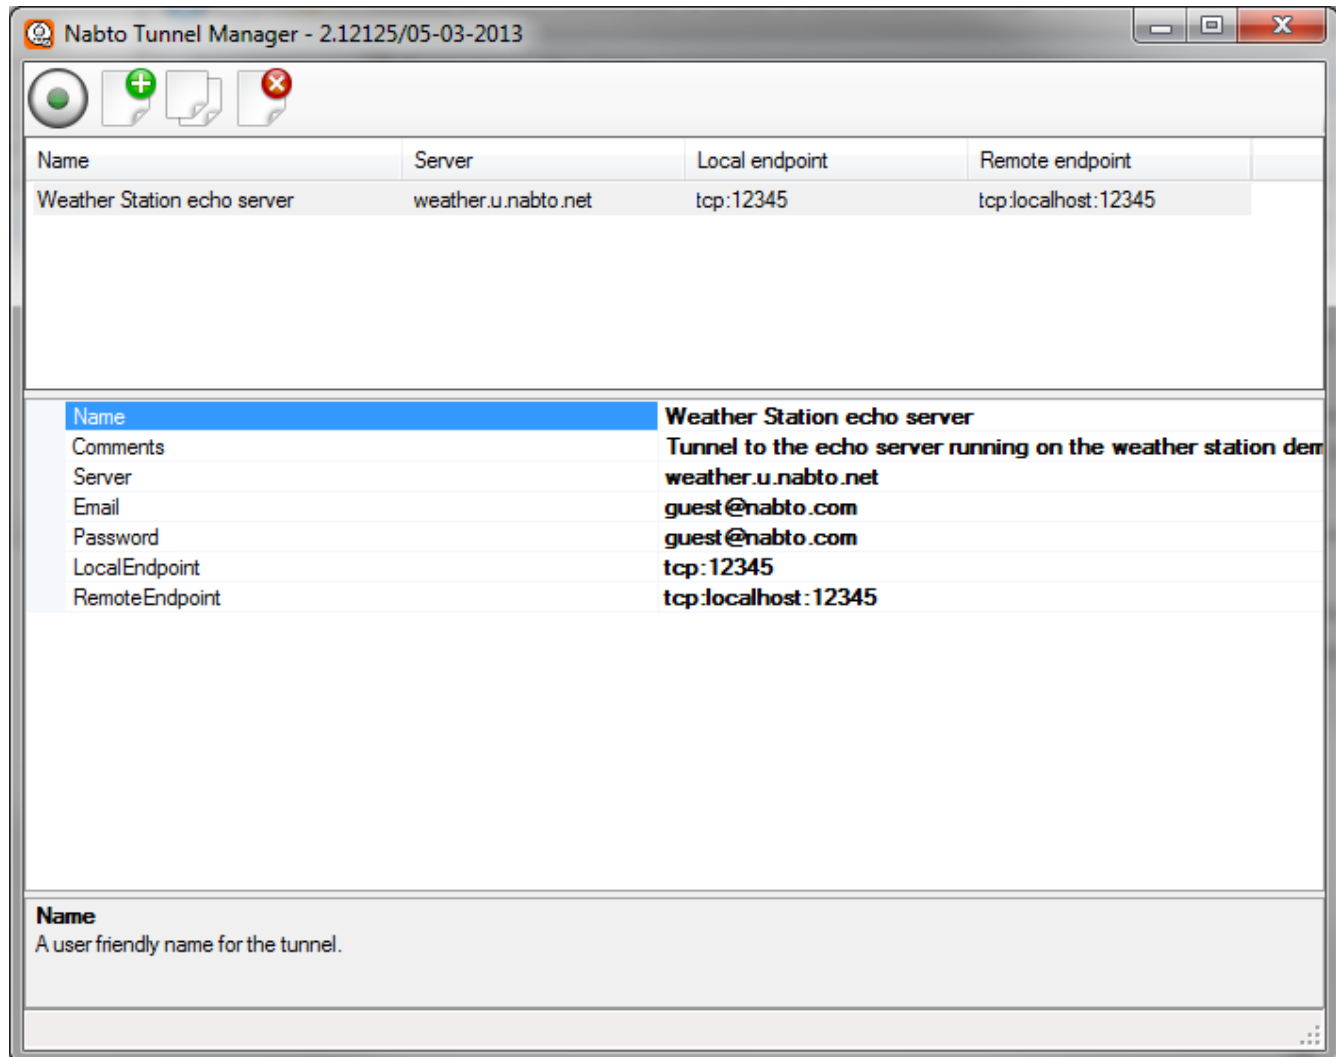 Nabto Tunnel Manager - 2.12125/05-03-2013
Name Server Local endpoint Remote endpoint
Weather Station echo server weather.u.nabto.net tcp:12345 tcp:localhost:12345
Name Weather Station echo server
Comments Tunnel to the echo server running on the weather station dem
Server weather.u.nabto.net
Email guest@nabto.com
Password guest@nabto.com
LocalEndpoint tcp:12345
RemoteEndpoint tcp:localhost:12345
Name
A user friendly name for the tunnel.